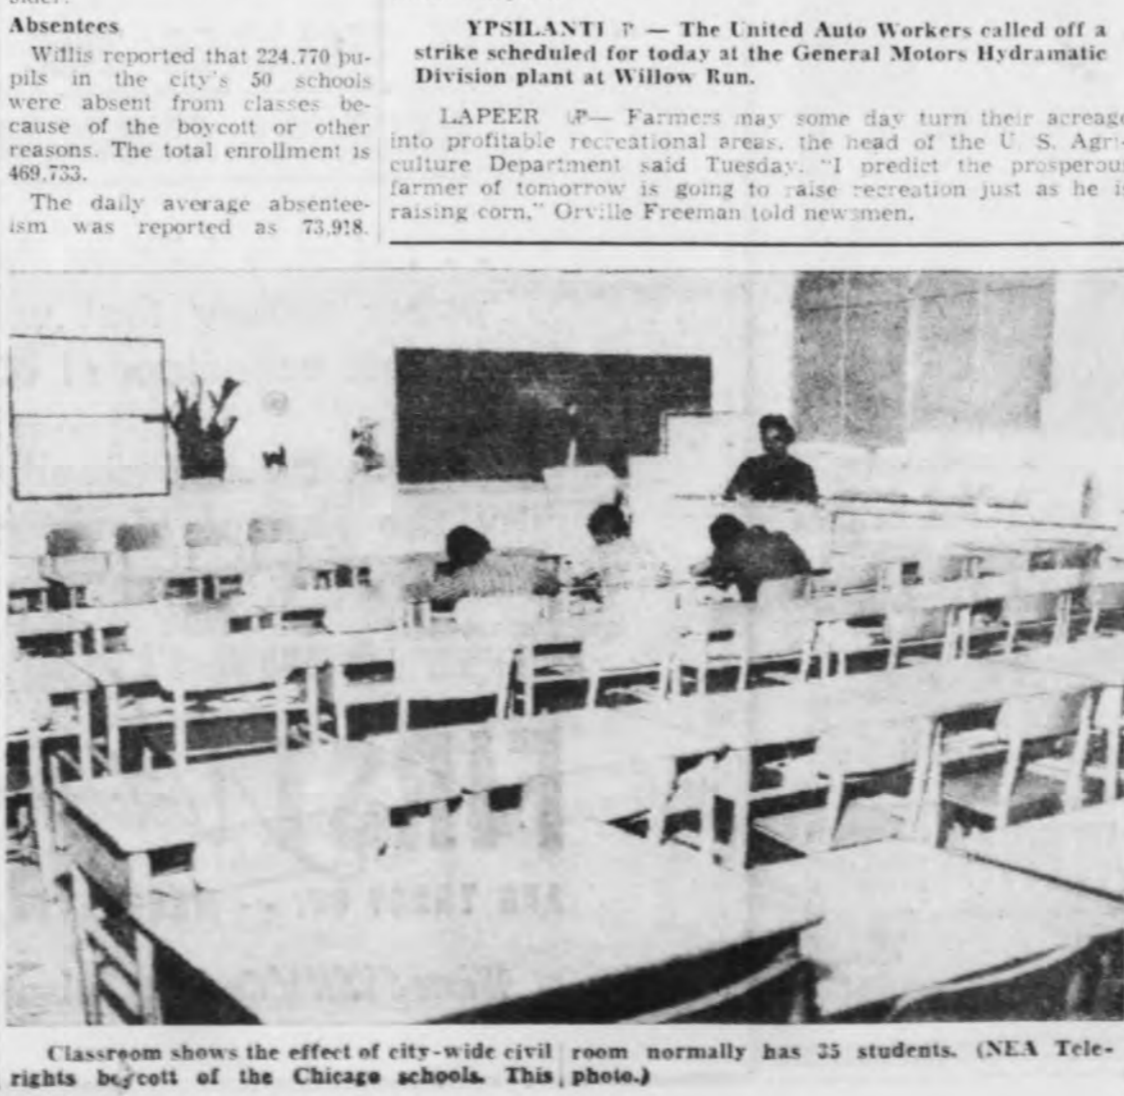 Absentees
Willis reported that 224,770 pu-
pils in the city's 50 schools
were absent from classes be-
cause of the boycott or other
reasons. The total enrollment is
469,733.
The daily average absentee-
ism was reported as 73,918.
YPSILANTI — The United Auto Workers called off a
strike scheduled for today at the General Motors Hydramatic
Division plant at Willow Run.
LAPEER — Farmers may some day turn their acreage
into profitable recreational areas, the head of the U. S. Agri-
culture Department said Tuesday. "I predict the prosperou
farmer of tomorrow is going to raise recreation just as he i
raising corn," Orville Freeman told newsmen.
Classroom shows the effect of city-wide civil
rights boycott of the Chicago schools. This
room normally has 35 students. (NEA Tele-
photo.)